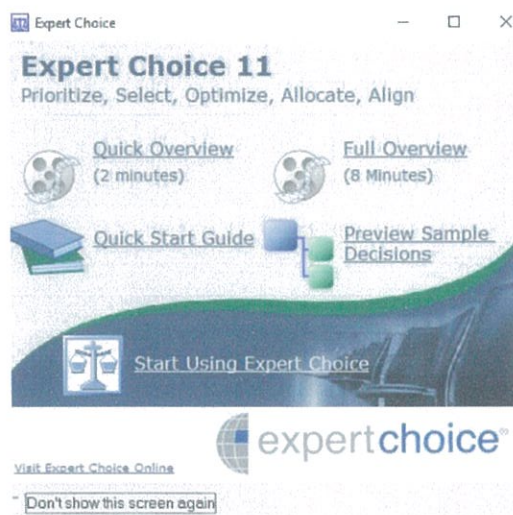 Expert Choice
Expert Choice 11
Prioritize, Select, Optimize, Allocate, Align
Quick Overview
(2 minutes)
Full Overview
(8 Minutes)
Quick Start Guide
Preview Sample
Decisions
Start Using Expert Choice
expertchoice
Visit Expert Choice Online
Don't show this screen again